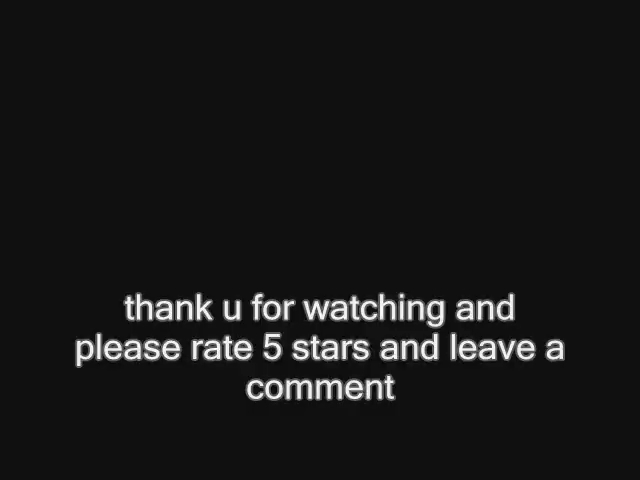 thank u for watching and
please rate 5 stars and leave a
comment